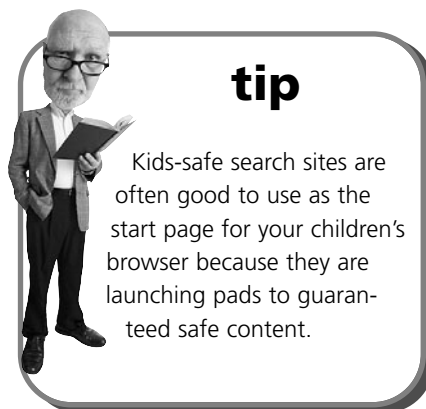 tip
Kids-safe search sites are
often good to use as the
start page for your children’s
browser because they are
launching pads to guaran-
teed safe content.